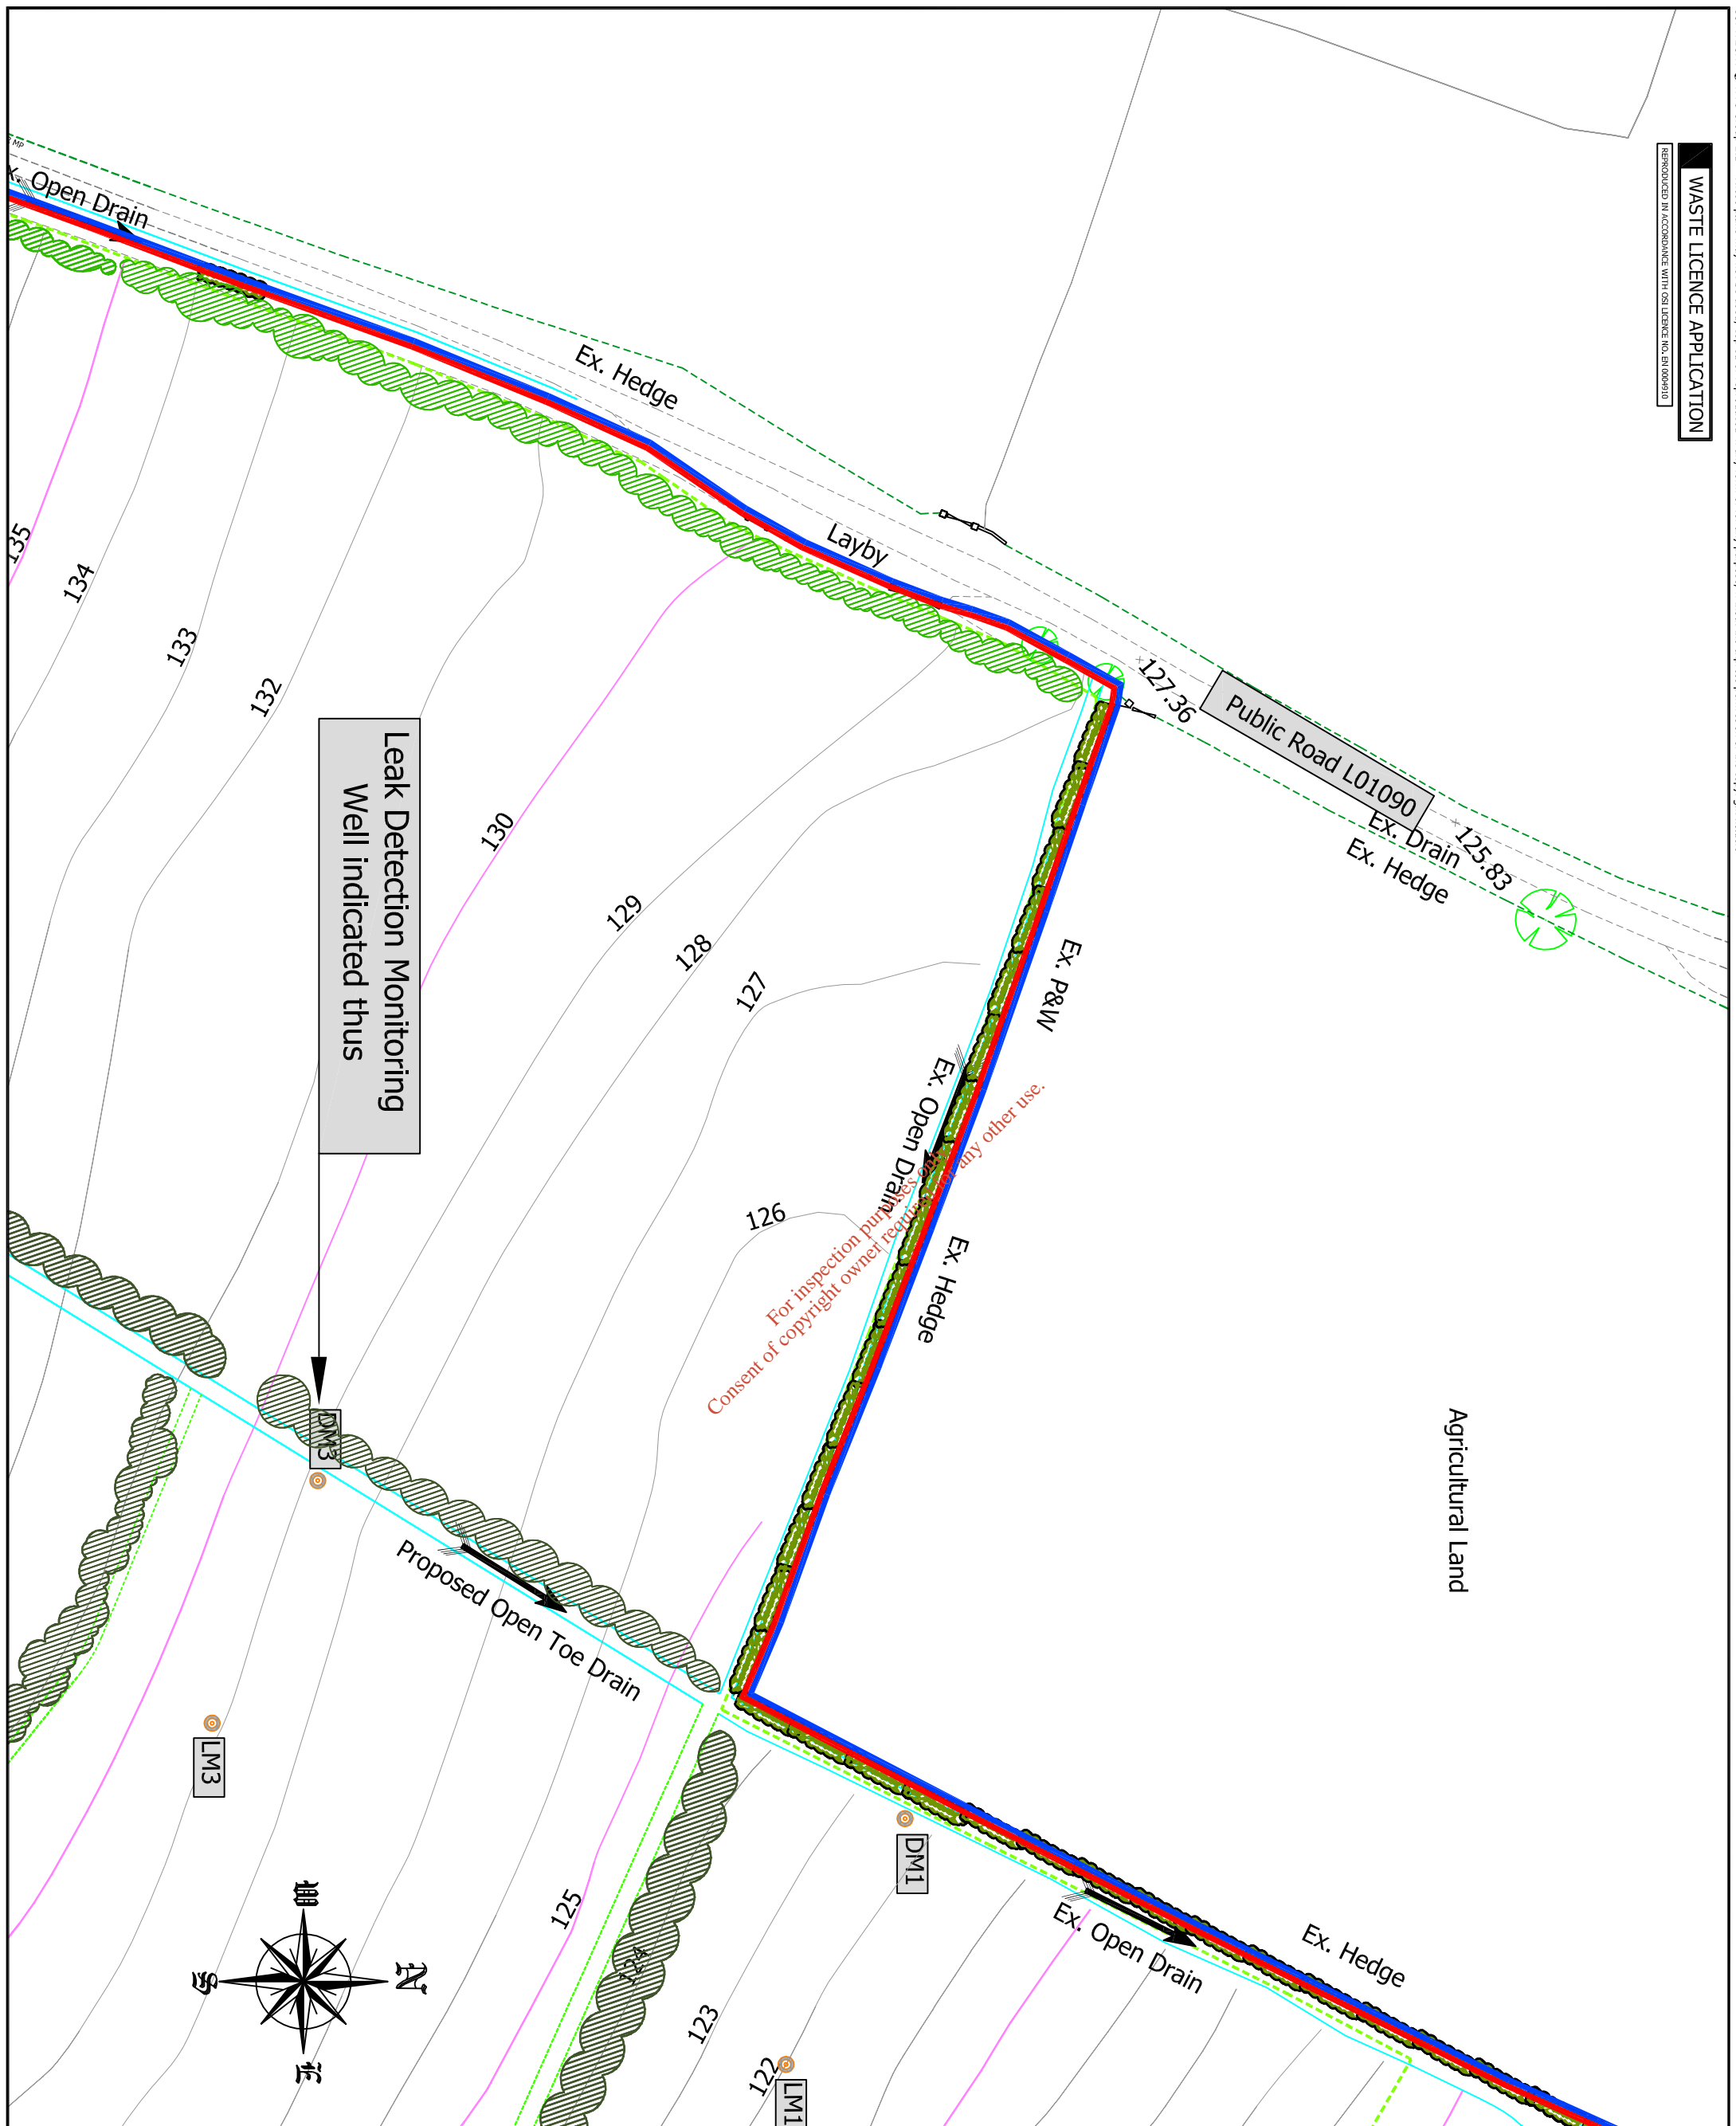 WASTE LICENCE APPLICATION
REPRODUCED IN ACCORDANCE WITH OSI LICENCE NO. EN 0004910
MP
x. Open Drain
Ex. Hedge
Layby
127.36
Public Road L01090
Ex. Drain
Ex. Hedge
125.83
135
134
133
132
130
129
128
127
126
Leak Detection Monitoring
Well indicated thus
Ex. P&W
Ex. Open Drain
Ex. Hedge
For inspection purposes only.
Consent of copyright owner required for any other use.
Agricultural Land
DM3
Proposed Open Toe Drain
LM3
DM1
Ex. Open Drain
Ex. Hedge
125
124
123
122
LM1
N
S
E